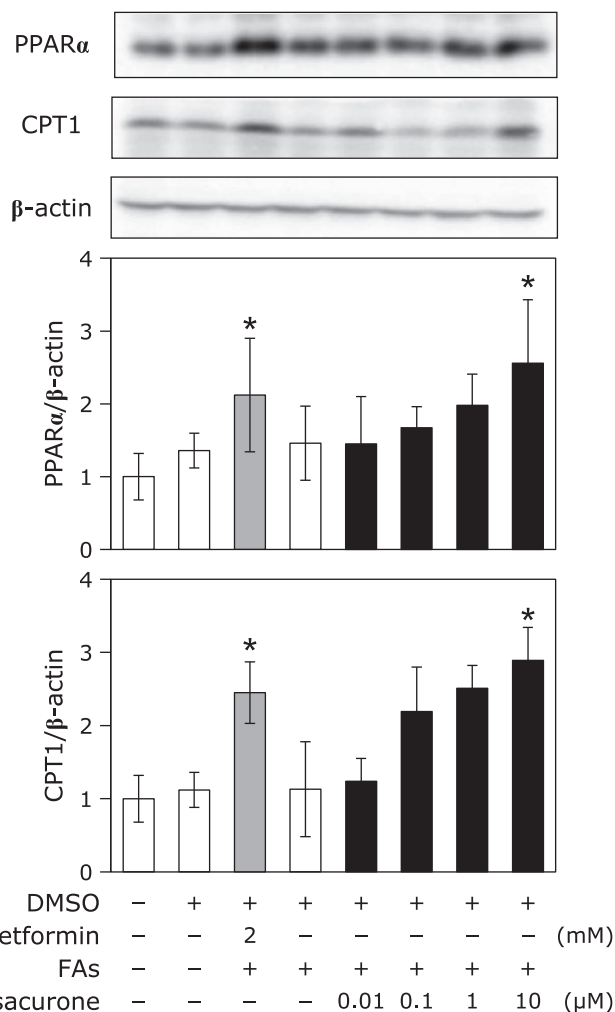 PPARα
CPT1
β-actin
4
3
2
1
0
PPARα/β-actin
*
*
4
3
2
1
0
CPT1/β-actin
*
*
DMSO − + + + + + + +
etformin − − 2 − − − − − (mM)
FAs − − + + + + + +
sacurone − − − − 0.01 0.1 1 10 (μM)